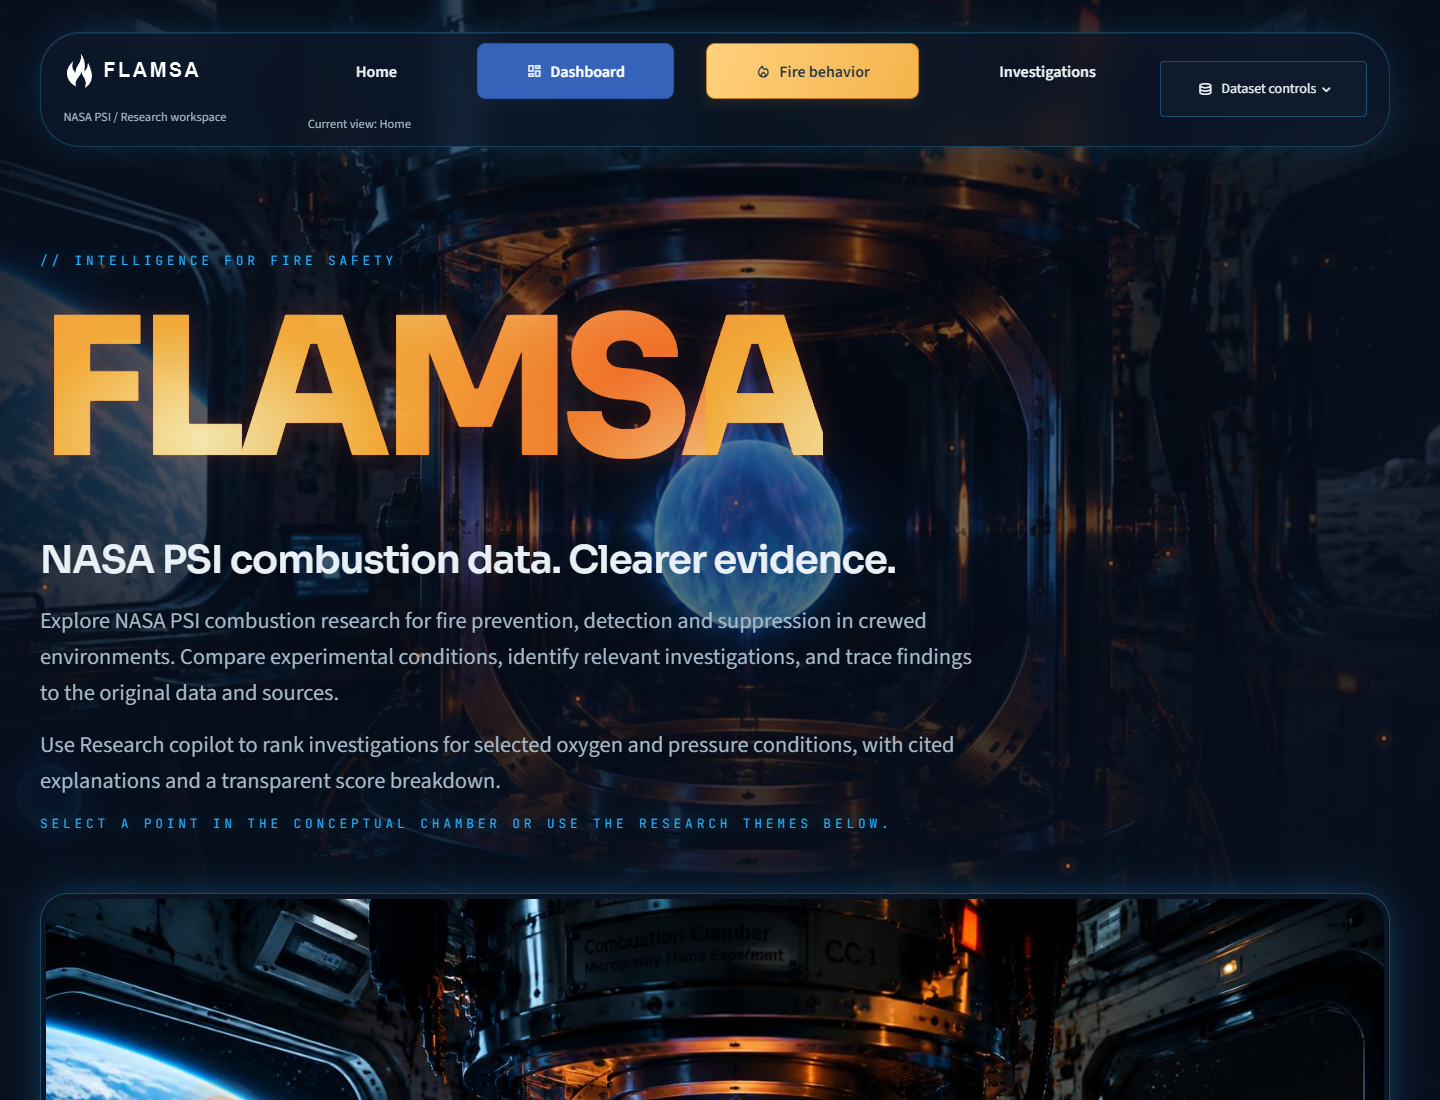 FLAMSA
Home
Dashboard
Fire behavior
Investigations
Dataset controls
NASA PSI / Research workspace
Current view: Home
// INTELLIGENCE FOR FIRE SAFETY
FLAMSA
NASA PSI combustion data. Clearer evidence.
Explore NASA PSI combustion research for fire prevention, detection and suppression in crewed
environments. Compare experimental conditions, identify relevant investigations, and trace findings
to the original data and sources.
Use Research copilot to rank investigations for selected oxygen and pressure conditions, with cited
explanations and a transparent score breakdown.
SELECT A POINT IN THE CONCEPTUAL CHAMBER OR USE THE RESEARCH THEMES BELOW.
Combustion Clamber
Microgravity Flame Experiment
CC-1